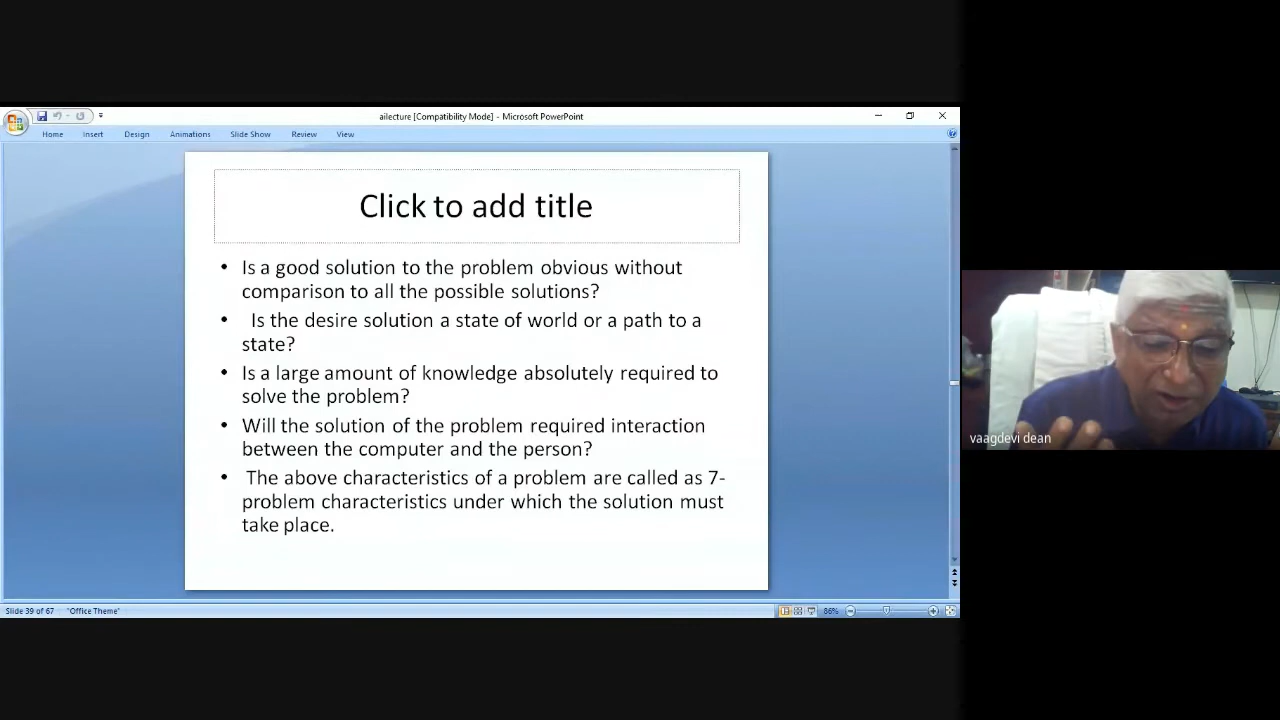 ailecture [Compatibility Mode] - Microsoft PowerPoint
Home Insert Design Animations Slide Show Review View
Click to add title
• Is a good solution to the problem obvious without
comparison to all the possible solutions?
• Is the desire solution a state of world or a path to a
state?
• Is a large amount of knowledge absolutely required to
solve the problem?
• Will the solution of the problem required interaction
between the computer and the person?
• The above characteristics of a problem are called as 7-
problem characteristics under which the solution must
take place.
vaagdevi dean
Slide 39 of 67 "Office Theme" 86%